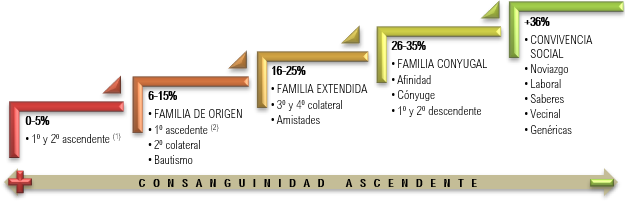 0-5%
• 1º y 2º ascendente (1)
6-15%
• FAMILIA DE ORIGEN
• 1º ascedente (2)
• 2º colateral
• Bautismo
16-25%
• FAMILIA EXTENDIDA
• 3º y 4º colateral
• Amistades
26-35%
• FAMILIA CONYUGAL
• Afinidad
• Cónyuge
• 1º y 2º descendente
+36%
• CONVIVENCIA
SOCIAL
• Noviazgo
• Laboral
• Saberes
• Vecinal
• Genéricas
CONSANGUINIDAD ASCENDENTE